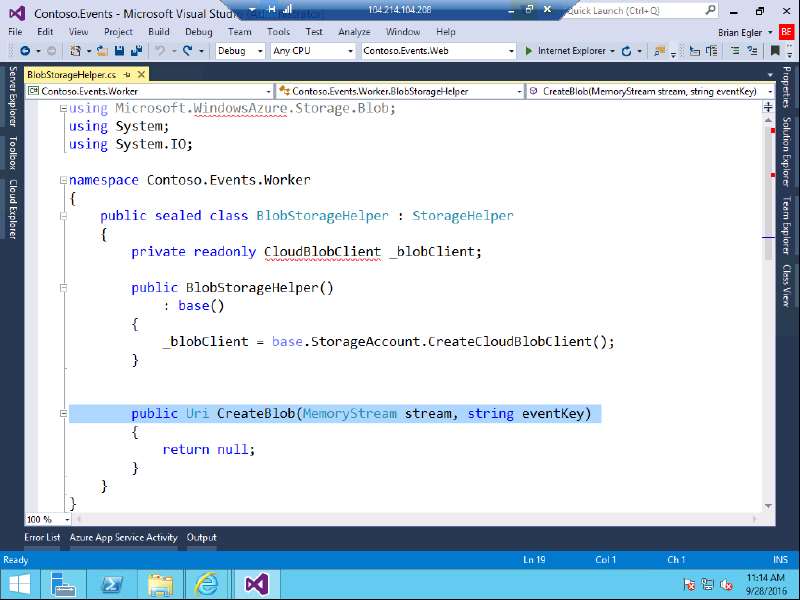 Contoso.Events - Microsoft Visual Stud
104.214.104.208
Quick Launch (Ctrl+Q)
File Edit View Project Build Debug Team Tools Test Analyze Window Help
Brian Egler BE
Debug Any CPU Contoso.Events.Web Internet Explorer
BlobStorageHelper.cs
Contoso.Events.Worker Contoso.Events.Worker.BlobStorageHelper CreateBlob(MemoryStream stream, string eventKey)
Server Explorer
Toolbox
Cloud Explorer
using Microsoft.WindowsAzure.Storage.Blob;
using System;
using System.IO;
namespace Contoso.Events.Worker
{
public sealed class BlobStorageHelper : StorageHelper
{
private readonly CloudBlobClient _blobClient;
public BlobStorageHelper()
: base()
{
_blobClient = base.StorageAccount.CreateCloudBlobClient();
}
public Uri CreateBlob(MemoryStream stream, string eventKey)
{
return null;
}
}
}
Properties
Solution Explorer
Team Explorer
Class View
100 %
Error List Azure App Service Activity Output
Ready Ln 19 Col 1 Ch 1 INS
11:14 AM
9/28/2016